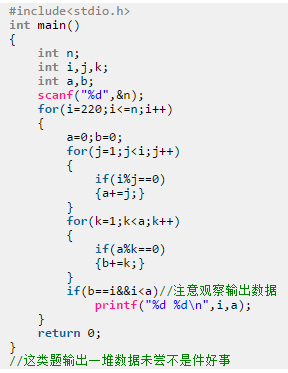 #include<stdio.h>
int main()
{
int n;
int i,j,k;
int a,b;
scanf("%d",&n);
for(i=220;i<=n;i++)
{
a=0;b=0;
for(j=1;j<i;j++)
{
if(i%j==0)
{a+=j;}
}
for(k=1;k<a;k++)
{
if(a%k==0)
{b+=k;}
}
if(b==i&&i<a)//注意观察输出数据
printf("%d %d\n",i,a);
}
return 0;
}
//这类题输出一堆数据未尝不是件好事